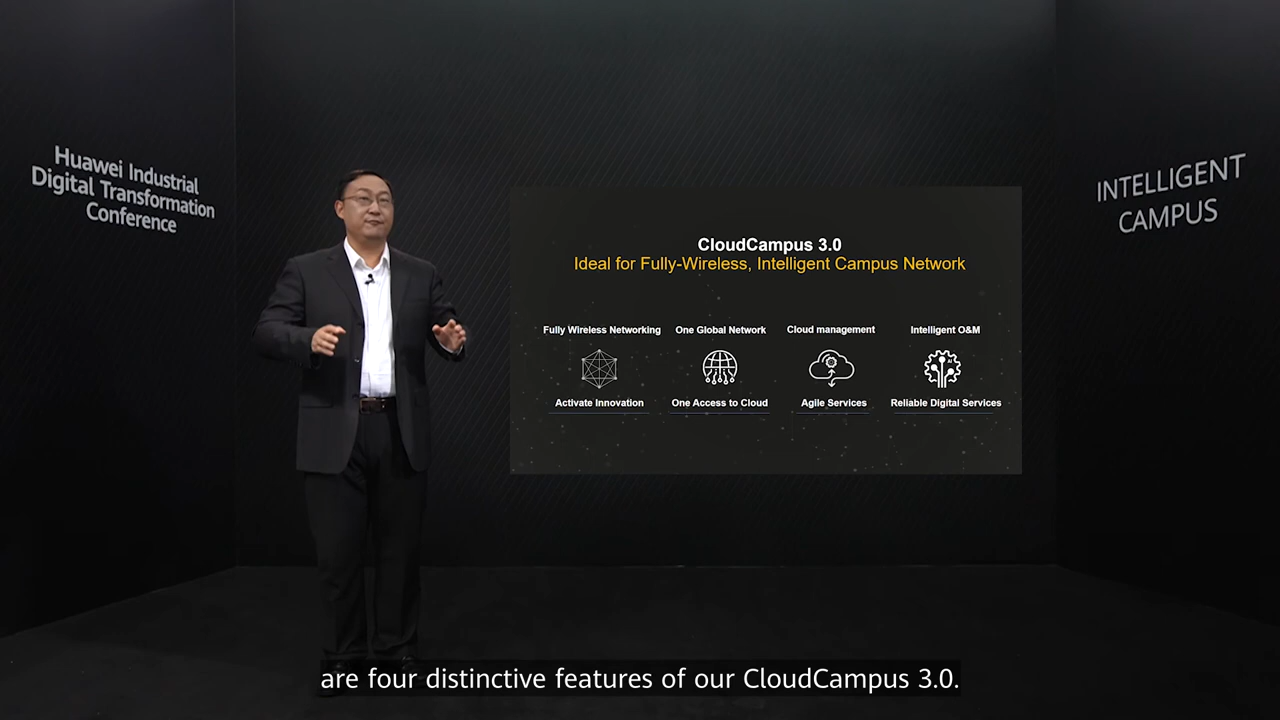 Huawei Industrial
Digital Transformation
Conference
INTELLIGENT
CAMPUS
CloudCampus 3.0
Ideal for Fully-Wireless, Intelligent Campus Network
Fully Wireless Networking
One Global Network
Cloud management
Intelligent O&M
Activate Innovation
One Access to Cloud
Agile Services
Reliable Digital Services
are four distinctive features of our CloudCampus 3.0.